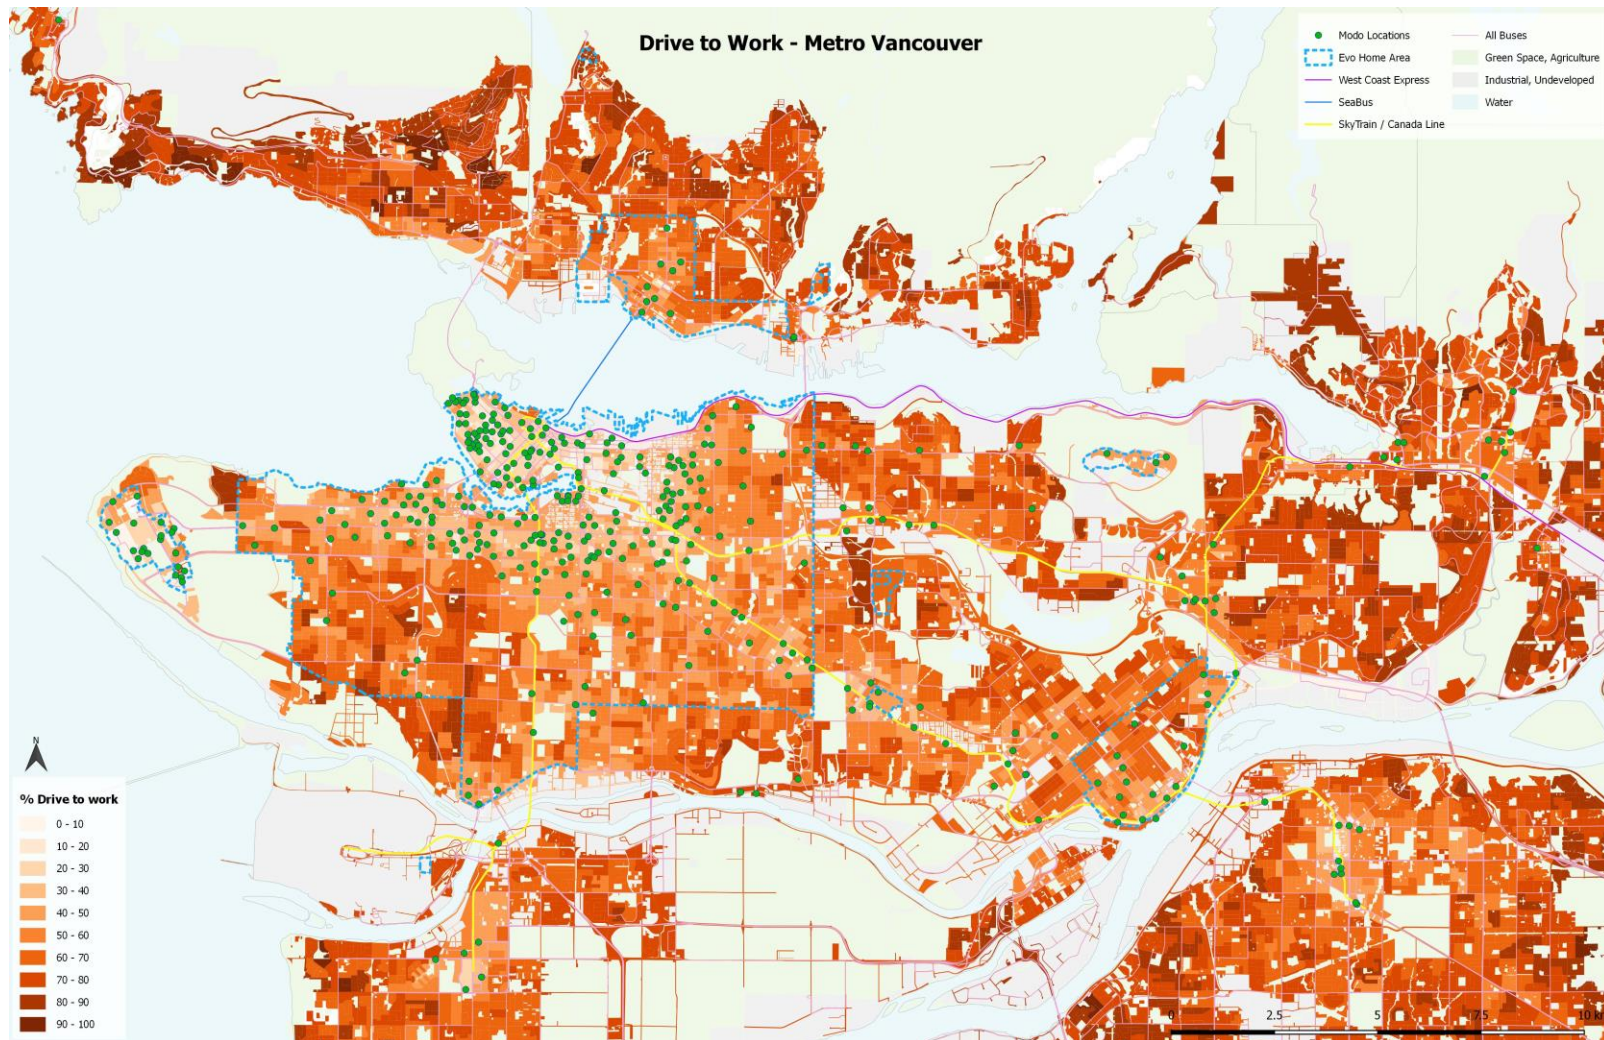 Drive to Work - Metro Vancouver
Modo Locations
Evo Home Area
West Coast Express
SeaBus
SkyTrain / Canada Line
All Buses
Green Space, Agriculture
Industrial, Undeveloped
Water
N
% Drive to work
0 - 10
10 - 20
20 - 30
30 - 40
40 - 50
50 - 60
60 - 70
70 - 80
80 - 90
90 - 100
0 2.5 5 7.5 10 km